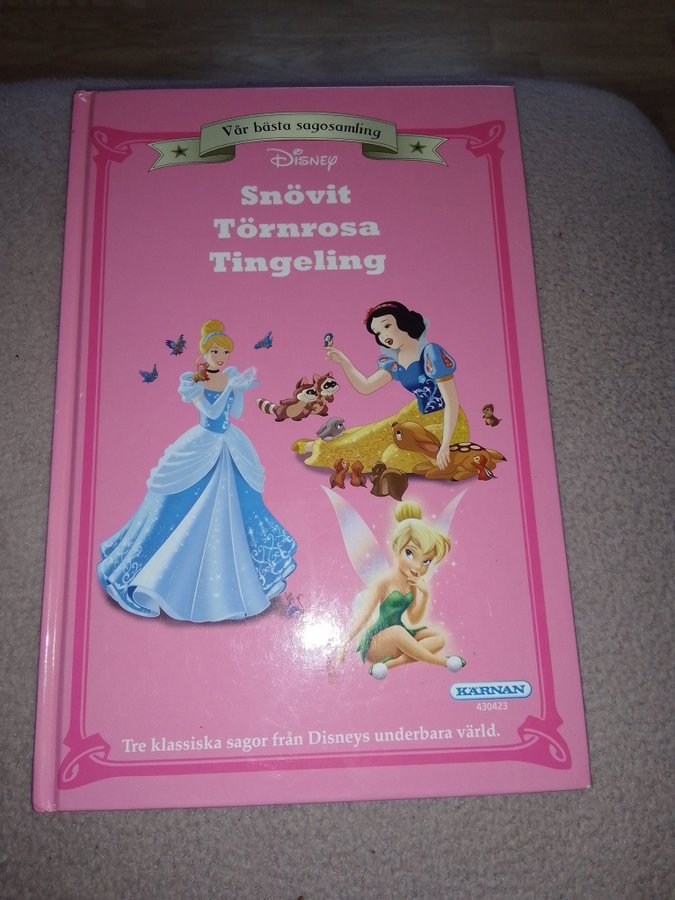 Vår bästa sagosamling
Disney
Snövit
Törnrosa
Tingeling
KÄRNAN
430423
Tre klassiska sagor från Disneys underbara värld.